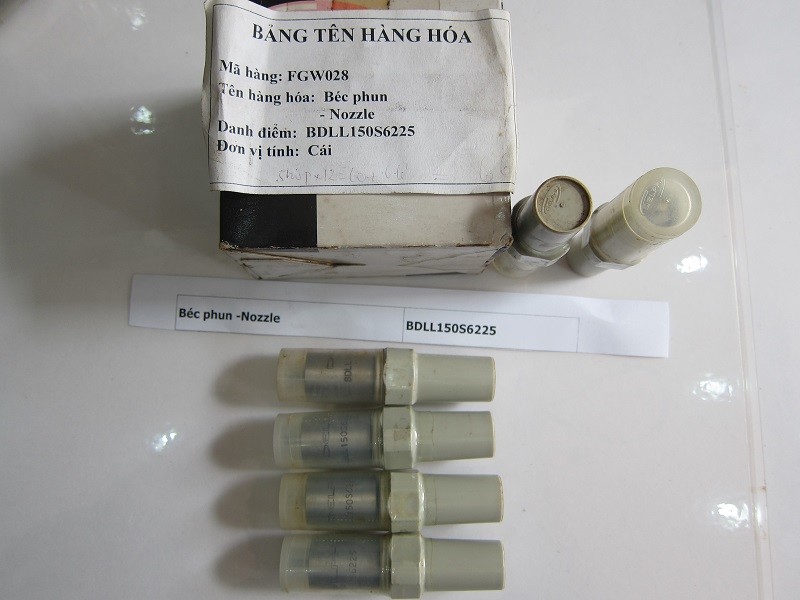 BẢNG TÊN HÀNG HÓA
Mã hàng: FGW028
Tên hàng hóa: Béc phun
- Nozzle
Danh điểm: BDLL150S6225
Đơn vị tính: Cái
Béc phun -Nozzle
BDLL150S6225
BDLL